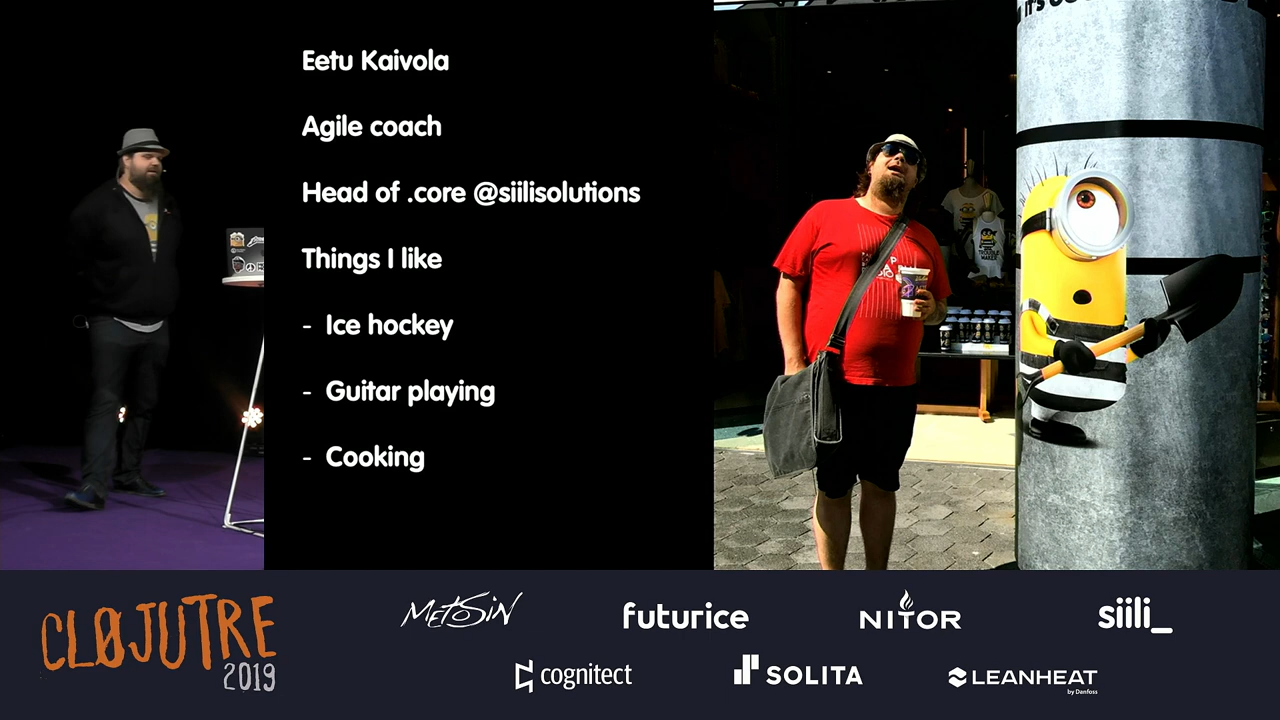 Eetu Kaivola
Agile coach
Head of .core @siilisolutions
Things I like
- Ice hockey
- Guitar playing
- Cooking
CLØJUTRE
2019
METOSIN
futurice
NITOR
siili_
cognitect
SOLITA
LEANHEAT
by Danfoss